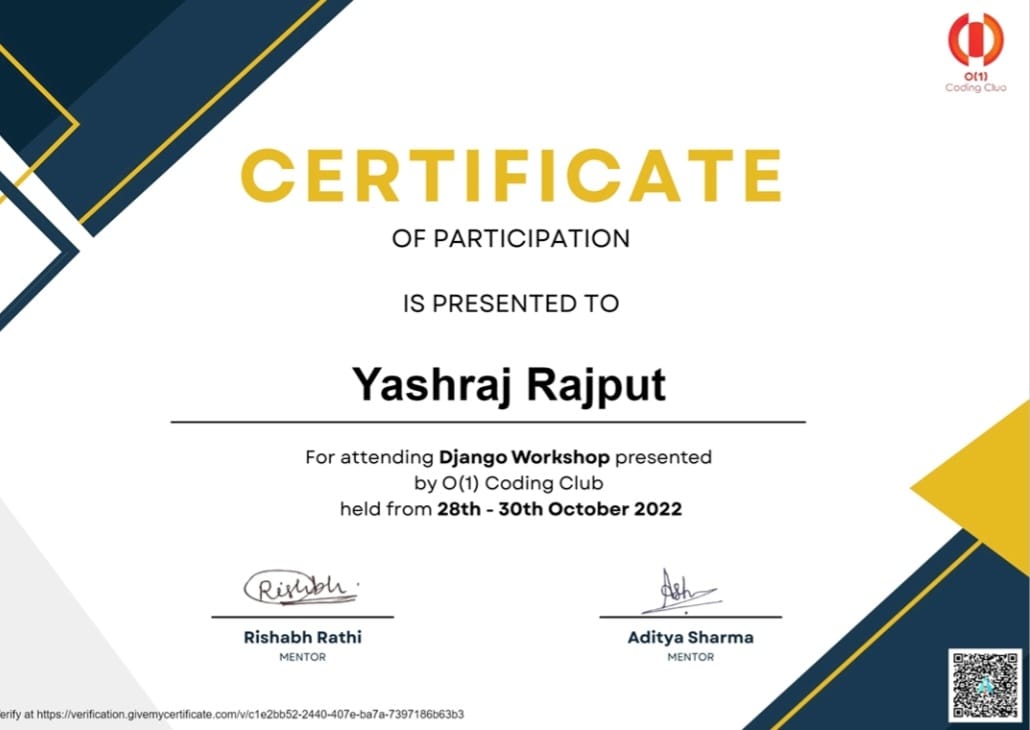 O(1)
Coding Club
CERTIFICATE
OF PARTICIPATION
IS PRESENTED TO
Yashraj Rajput
For attending Django Workshop presented
by O(1) Coding Club
held from 28th - 30th October 2022
Rishbh.
Ash
Rishabh Rathi
Aditya Sharma
MENTOR
MENTOR
erify at https://verification.givemycertificate.com/v/c1e2bb52-2440-407e-ba7a-7397186b63b3